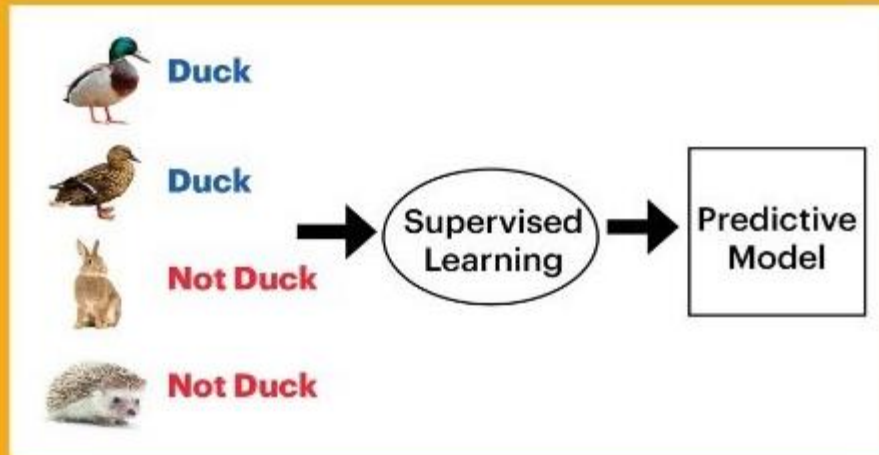 Duck
Duck
Not Duck
Not Duck
Supervised
Learning
Predictive
Model